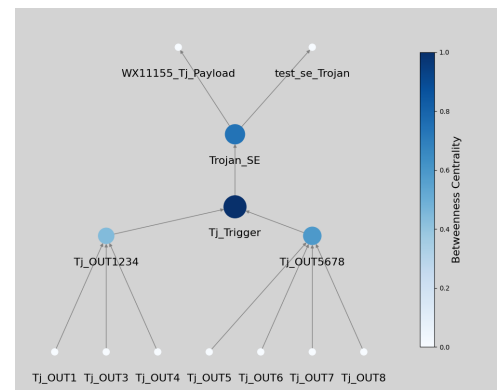 WX11155_Tj_Payload
test_se_Trojan
Trojan_SE
Tj_Trigger
Tj_OUT1234
Tj_OUT5678
Tj_OUT1 Tj_OUT3 Tj_OUT4 Tj_OUT5 Tj_OUT6 Tj_OUT7 Tj_OUT8
1.0
0.8
0.6
0.4
0.2
0.0
Betweenness Centrality